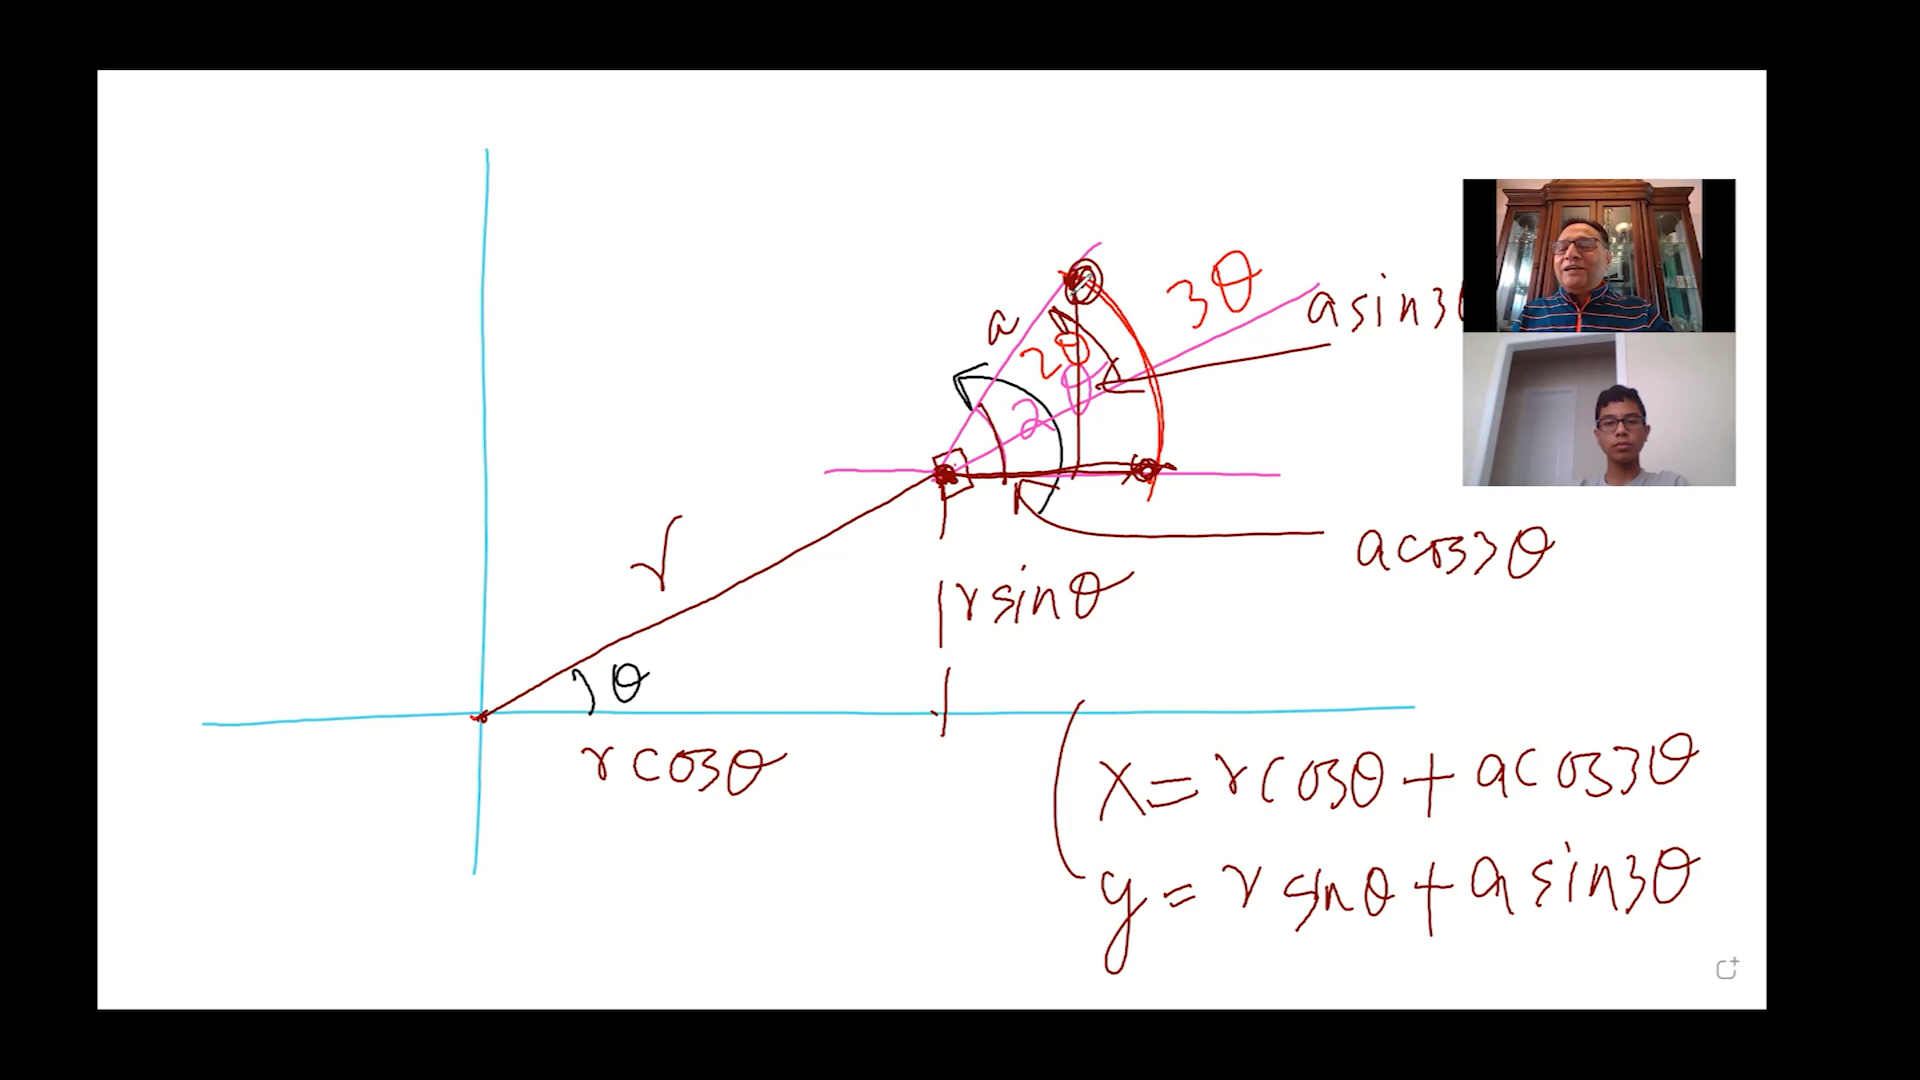 3θ
a sin3
a
2θ
2θ
a cos3θ
r
r sinθ
θ
r cosθ
x = r cosθ + a cos3θ
y = r sinθ + a sin3θ